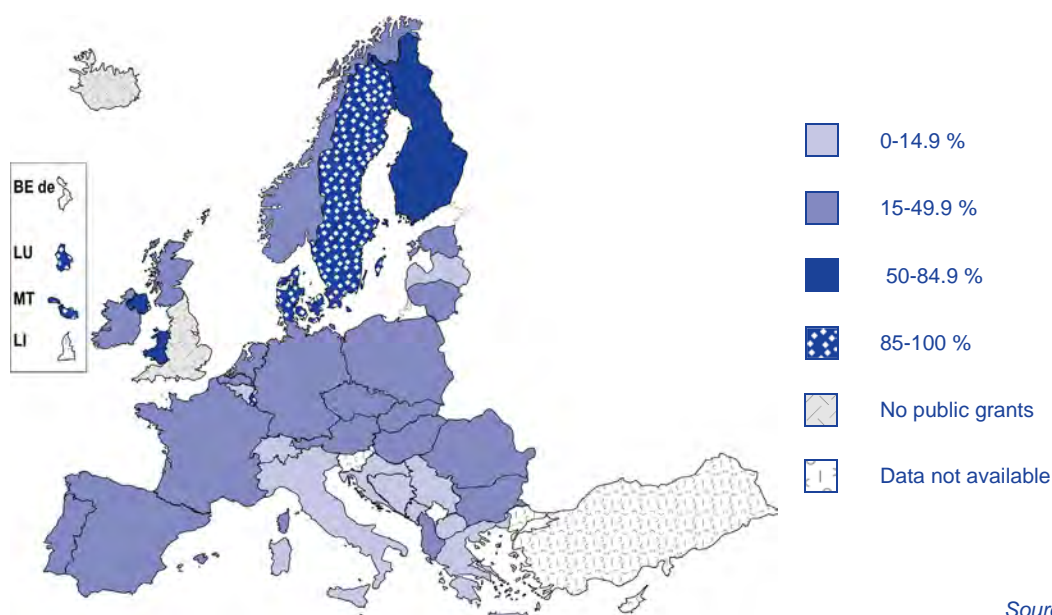 BE de
LU
MT
LI
0-14.9 %
15-49.9 %
50-84.9 %
85-100 %
No public grants
Data not available
Sour